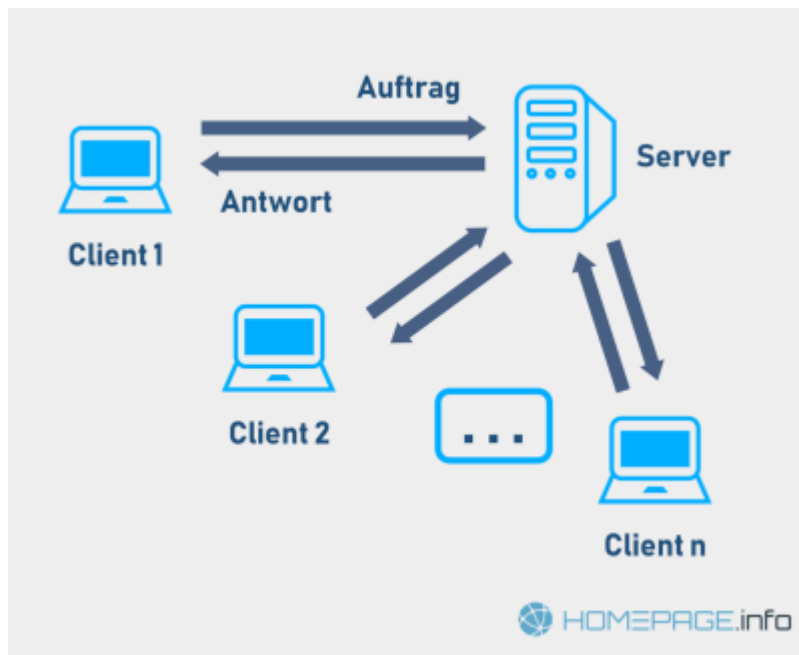 Auftrag
Server
Antwort
Client 1
Client 2
...
Client n
HOMEPAGE.info